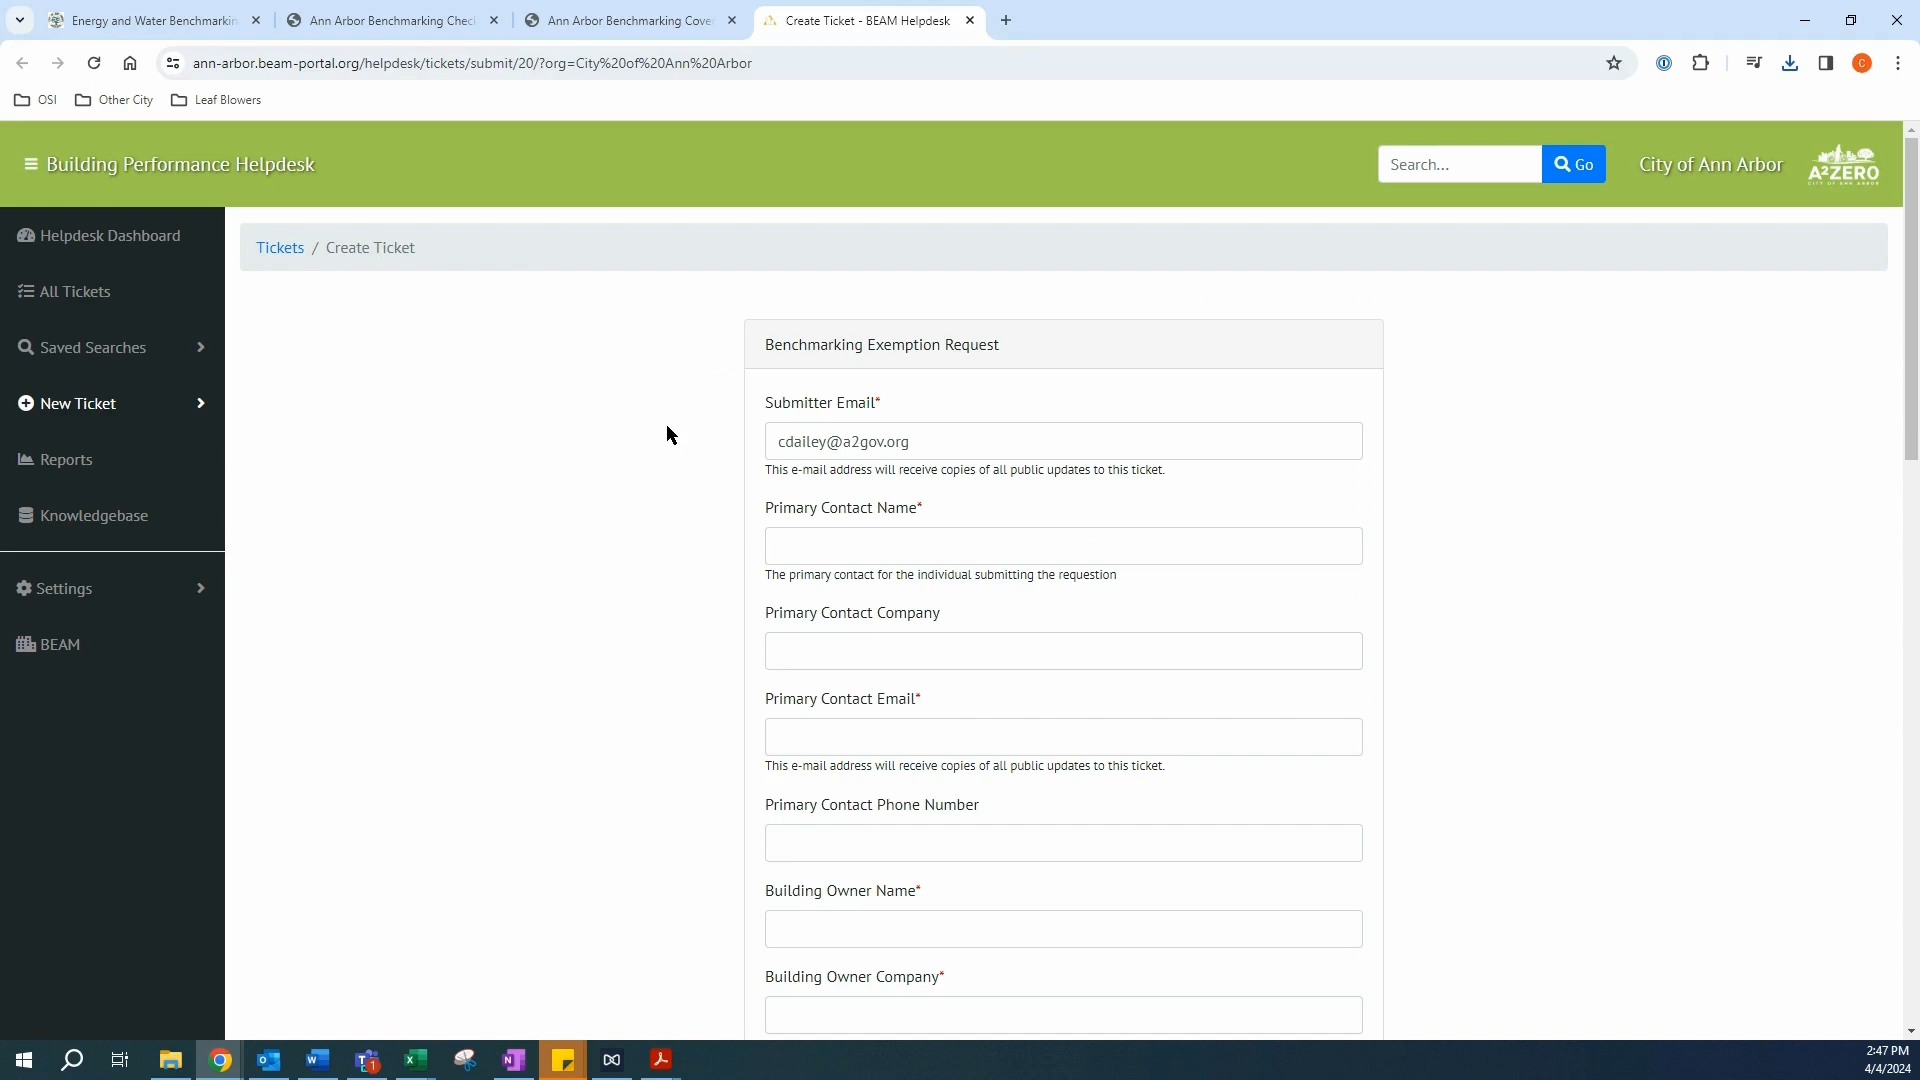 Energy and Water Benchmarkin
Ann Arbor Benchmarking Chec
Ann Arbor Benchmarking Cove
Create Ticket - BEAM Helpdesk
ann-arbor.beam-portal.org/helpdesk/tickets/submit/20/?org=City%20of%20Ann%20Arbor
C
OSI
Other City
Leaf Blowers
Building Performance Helpdesk
Search...
Go
City of Ann Arbor
A²ZERO
CITY OF ANN ARBOR
Helpdesk Dashboard
All Tickets
Saved Searches
New Ticket
Reports
Knowledgebase
Settings
BEAM
Tickets / Create Ticket
Benchmarking Exemption Request
Submitter Email*
cdailey@a2gov.org
This e-mail address will receive copies of all public updates to this ticket.
Primary Contact Name*
The primary contact for the individual submitting the requestion
Primary Contact Company
Primary Contact Email*
This e-mail address will receive copies of all public updates to this ticket.
Primary Contact Phone Number
Building Owner Name*
Building Owner Company*
1
2:47 PM
4/4/2024